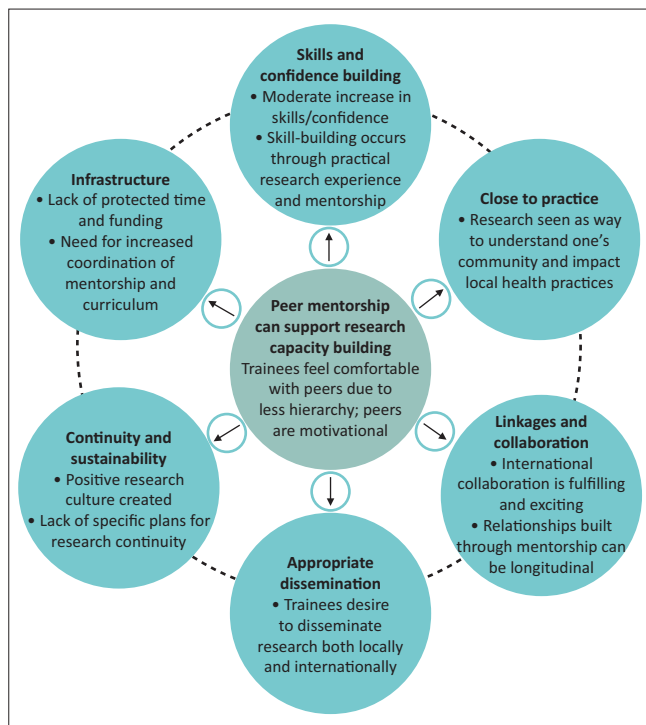 Skills and
confidence building
• Moderate increase in
skills/confidence
• Skill-building occurs
through practical
research experience
and mentorship
Infrastructure
• Lack of protected time
and funding
• Need for increased
coordination of
mentorship and
curriculum
Close to practice
• Research seen as way
to understand one’s
community and impact
local health practices
Peer mentorship
can support research
capacity building
Trainees feel comfortable
with peers due to
less hierarchy; peers
are motivational
Continuity and
sustainability
• Positive research
culture created
• Lack of specific plans for
research continuity
Linkages and
collaboration
• International
collaboration is fulfilling
and exciting
• Relationships built
through mentorship can
be longitudinal
Appropriate
dissemination
• Trainees desire
to disseminate
research both locally
and internationally